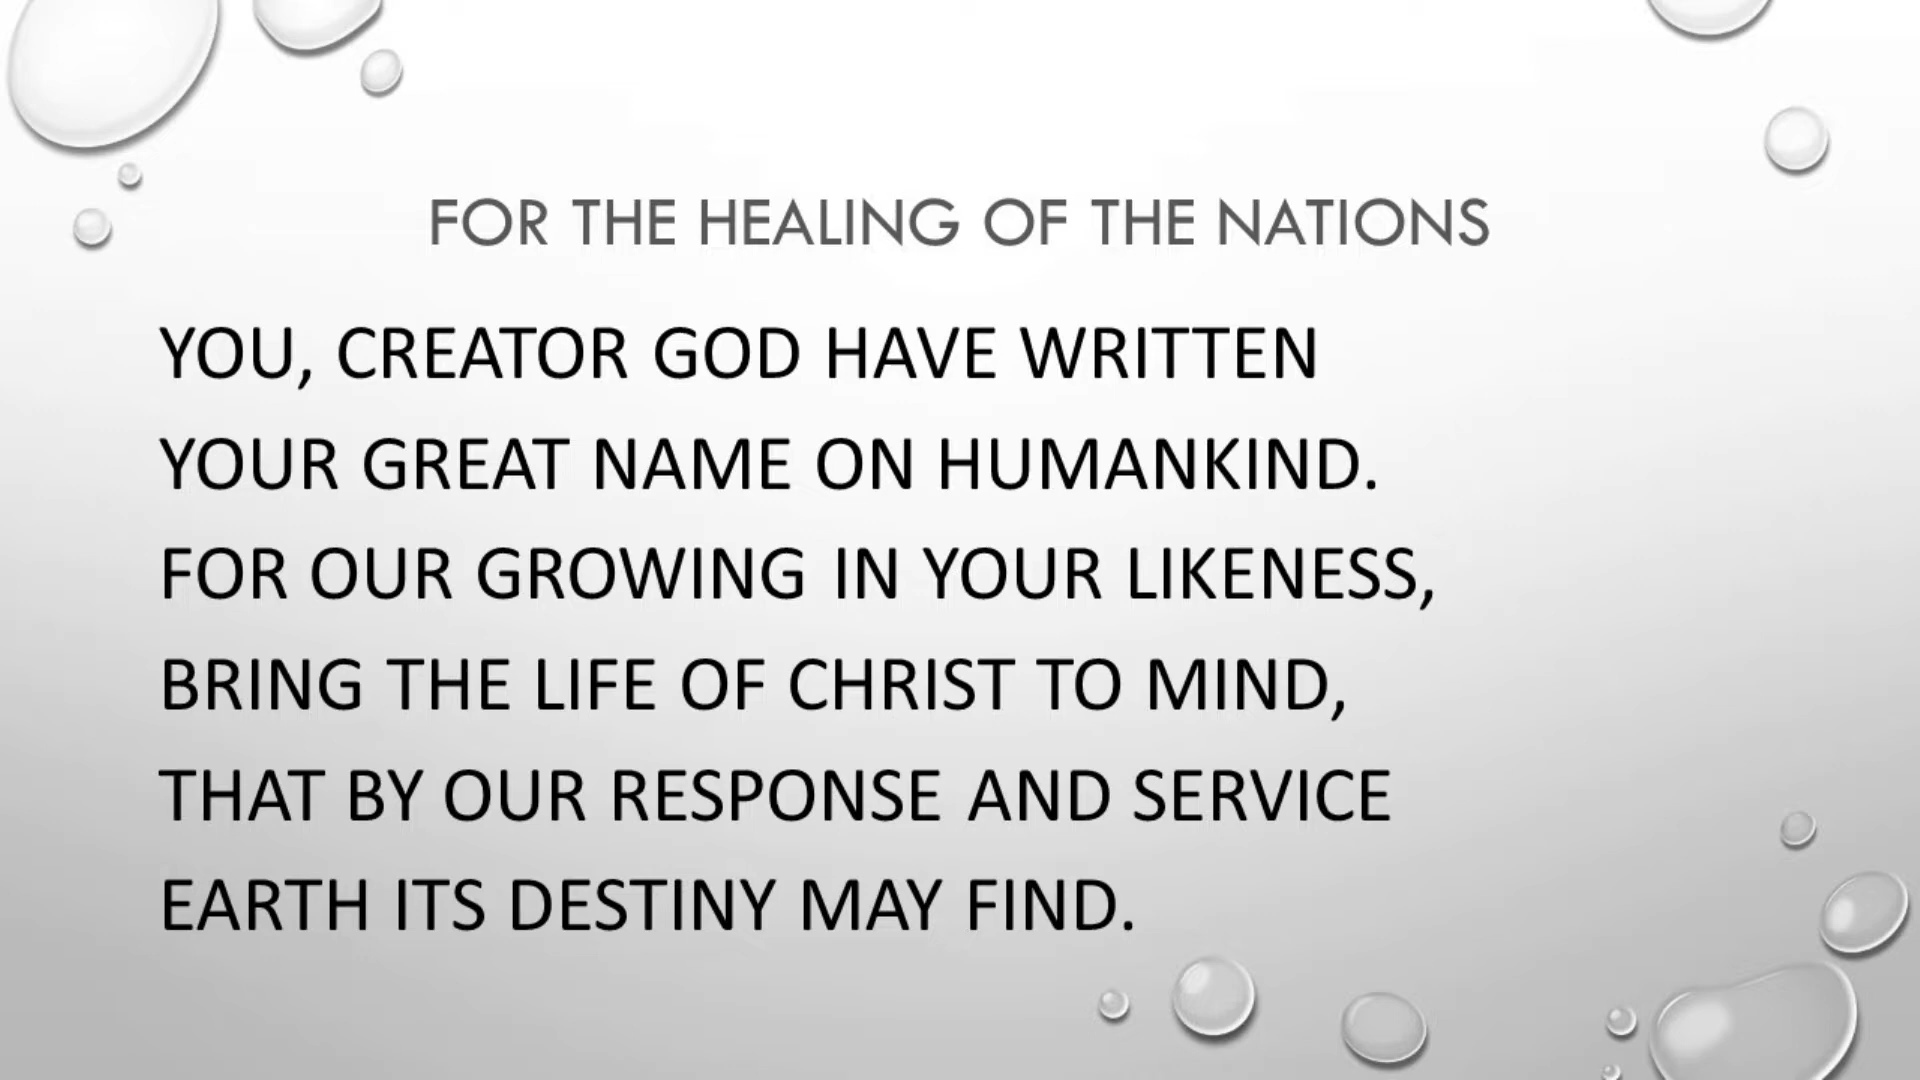 FOR THE HEALING OF THE NATIONS
YOU, CREATOR GOD HAVE WRITTEN
YOUR GREAT NAME ON HUMANKIND.
FOR OUR GROWING IN YOUR LIKENESS,
BRING THE LIFE OF CHRIST TO MIND,
THAT BY OUR RESPONSE AND SERVICE
EARTH ITS DESTINY MAY FIND.